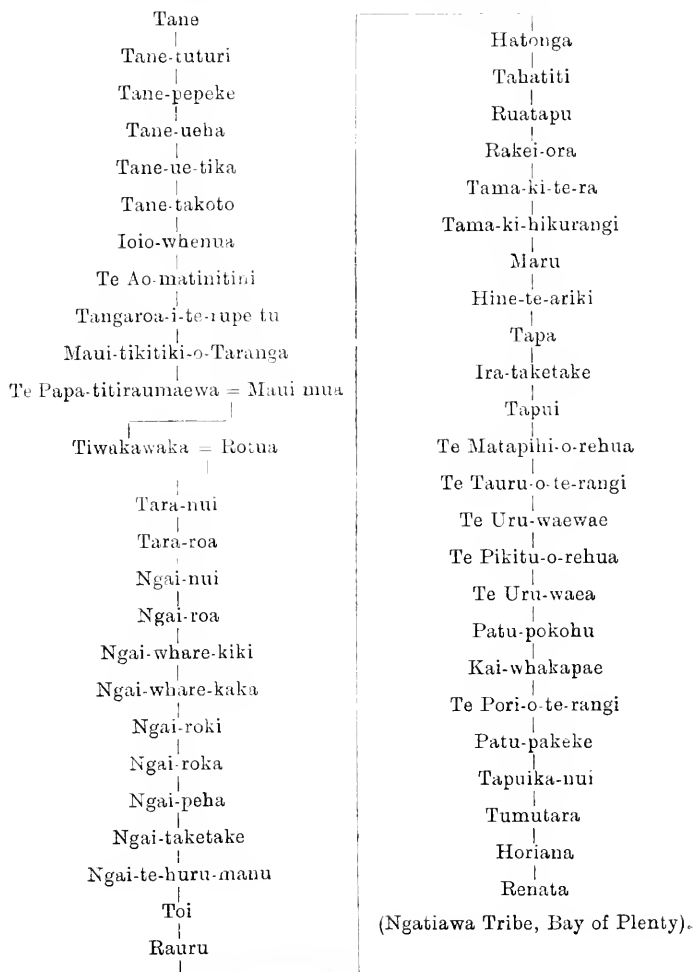 Tane
Tane-tuturi
Tane-pepeke
Tane-ueha
Tane-ue-tika
Tane-takoto
Ioio-whenua
Te Ao-matinitini
Tangaroa-i-te-rupe tu
Maui-tikitiki-o-Taranga
Te Papa-titiraumaewa = Maui mua
Tiwakawaka = Rotua
Tara-nui
Tara-roa
Ngai-nui
Ngai-roa
Ngai-whare-kiki
Ngai-whare-kaka
Ngai-roki
Ngai-roka
Ngai-peha
Ngai-taketake
Ngai-te-huru-manu
Toi
Rauru
Hatonga
Tahatiti
Ruatapu
Rakei-ora
Tama-ki-te-ra
Tama-ki-hikurangi
Maru
Hine-te-ariki
Tapa
Ira-taketake
Tapui
Te Matapihi-o-rehua
Te Tauru-o-te-rangi
Te Uru-waewae
Te Pikitu-o-rehua
Te Uru-waea
Patu-pokohu
Kai-whakapae
Te Pori-o-te-rangi
Patu-pakeke
Tapuika-nui
Tumutara
Horiana
Renata
(Ngatiawa Tribe, Bay of Plenty).